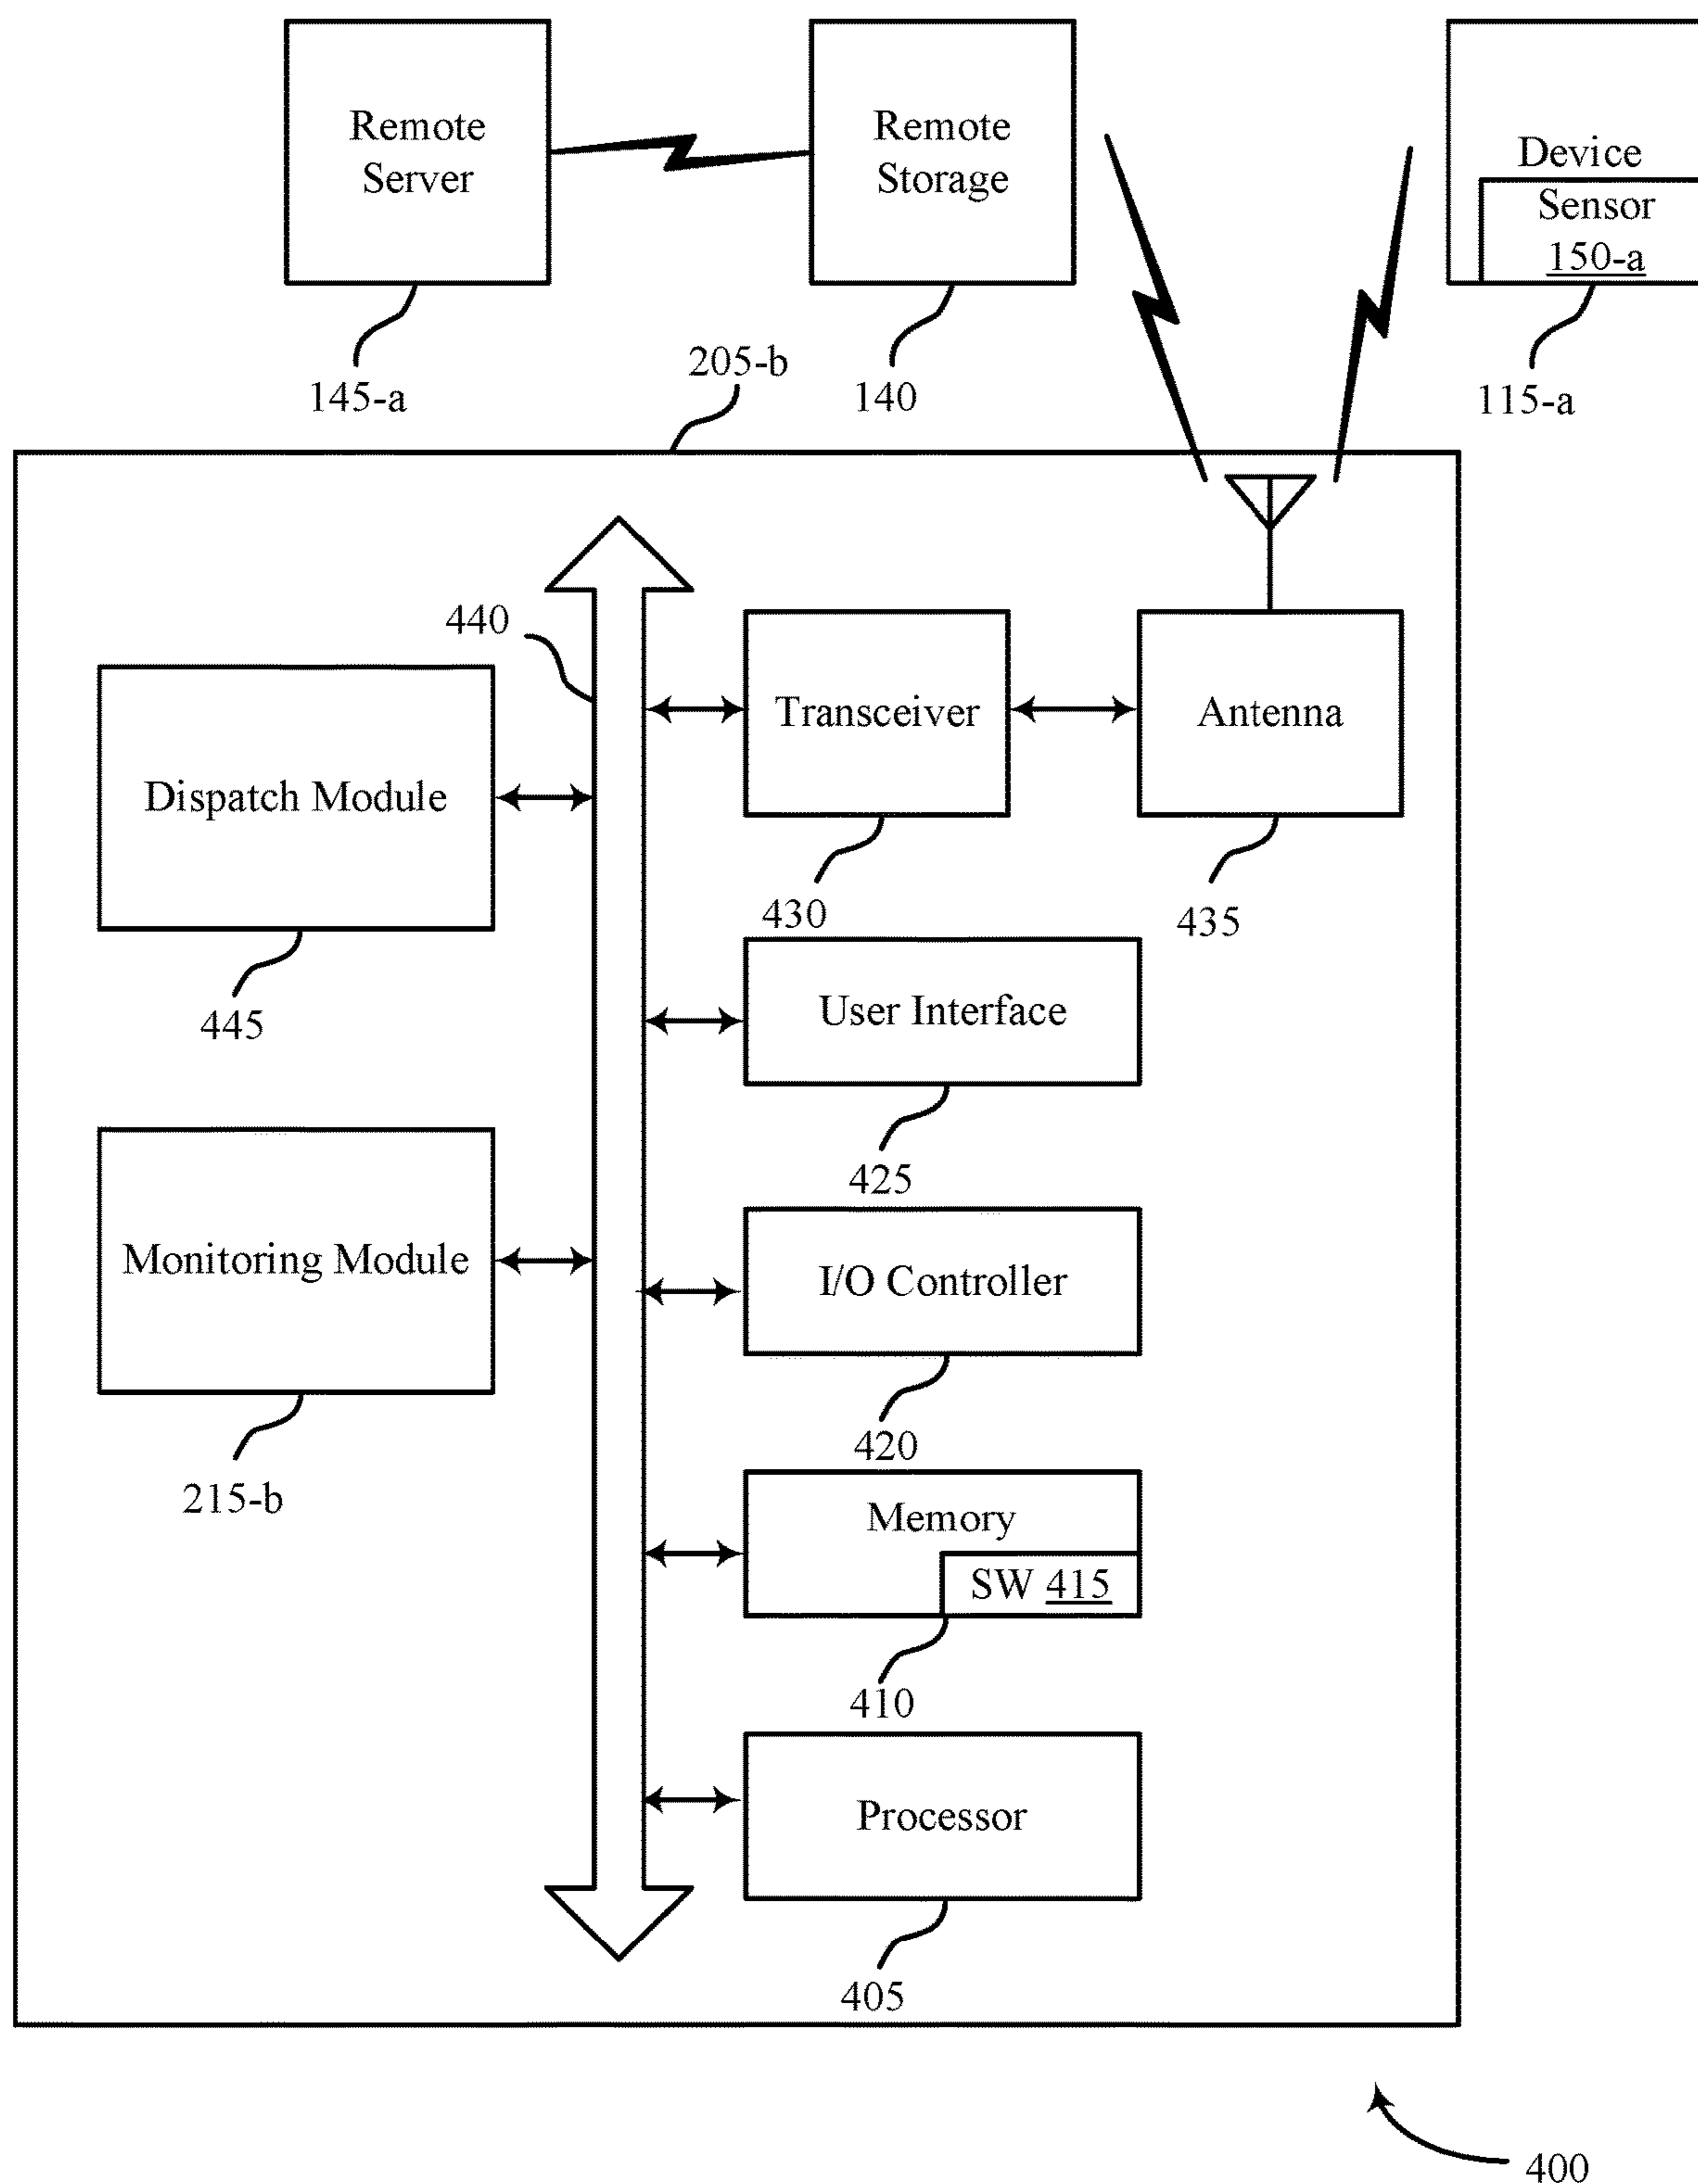 Remote
Server
Remote
Storage
Device
Sensor
150-a
145-a
205-b
140
115-a
440
Transceiver
Antenna
Dispatch Module
430
435
445
User Interface
425
Monitoring Module
I/O Controller
420
215-b
Memory
SW 415
410
Processor
405
400